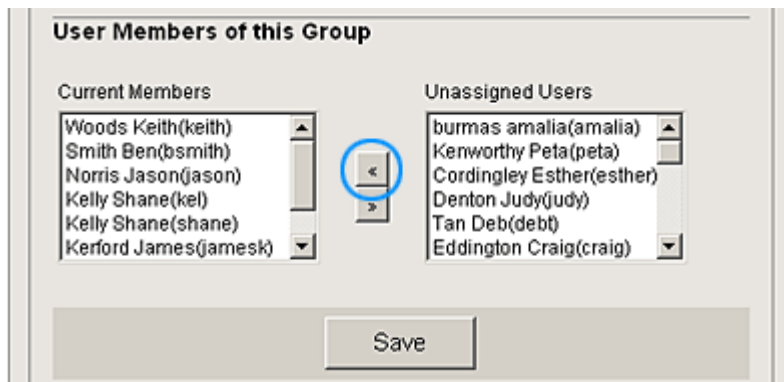 User Members of this Group
Current Members
Unassigned Users
Woods Keith(keith)
Smith Ben(bsmith)
Norris Jason(jason)
Kelly Shane(kel)
Kelly Shane(shane)
Kerford James(jamesk)
«
»
burmas amalia(amalia)
Kenworthy Peta(peta)
Cordingley Esther(esther)
Denton Judy(judy)
Tan Deb(debt)
Eddington Craig(craig)
Save